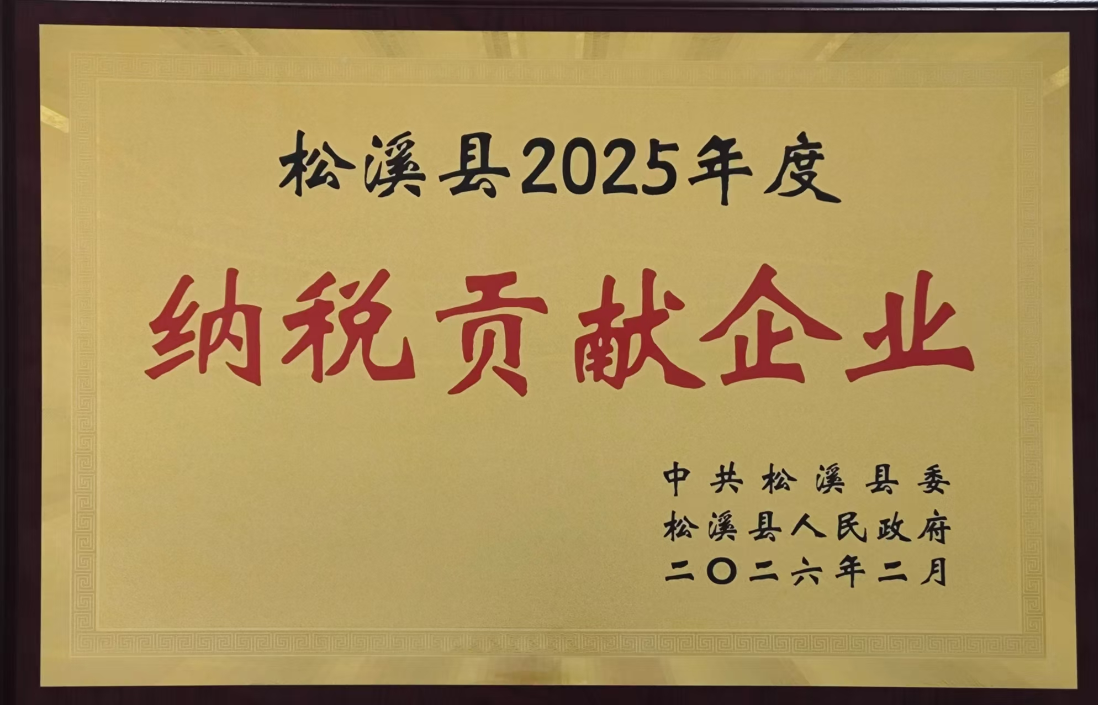 松溪县2025年度
纳税贡献企业
中共松溪县委
松溪县人民政府
二〇二六年二月